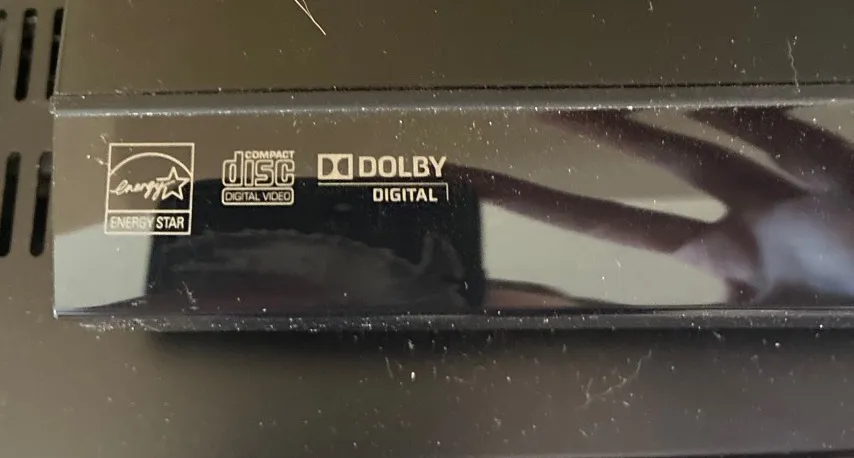 energy
ENERGY STAR
COMPACT
disc
DIGITAL VIDEO
DOLBY
DIGITAL